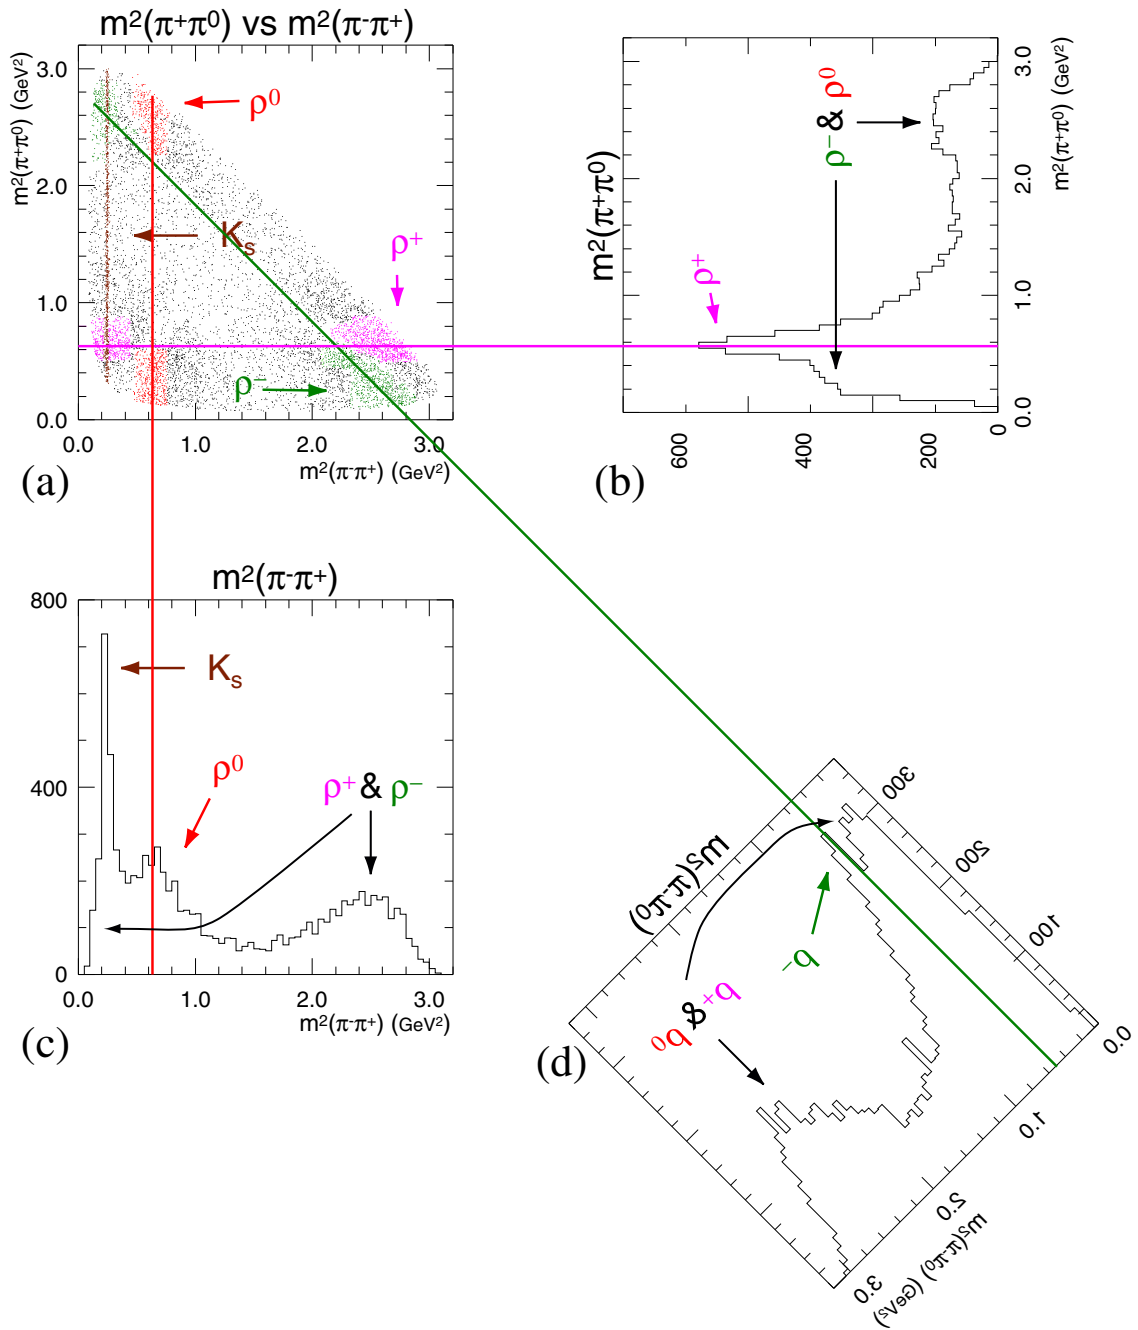 m²(π⁺π⁰) vs m²(π⁻π⁺)
m²(π⁺π⁰) (GeV²)
3.0
2.0
1.0
0.0
ρ⁰
K_s
ρ⁺
ρ⁻
0.0 1.0 2.0 3.0
m²(π⁻π⁺) (GeV²)
(a)
m²(π⁺π⁰)
ρ⁻ & ρ⁰
ρ⁺
3.0
2.0
1.0
0.0
m²(π⁺π⁰) (GeV²)
600 400 200 0
(b)
m²(π⁻π⁺)
800
400
0
K_s
ρ⁰
ρ⁺ & ρ⁻
0.0 1.0 2.0 3.0
m²(π⁻π⁺) (GeV²)
(c)
m²(π⁻π⁰)
300
200
100
0.0
1.0
2.0
3.0
ρ⁻
ρ⁰ & ρ⁺
m²(π⁻π⁰) (GeV²)
(d)